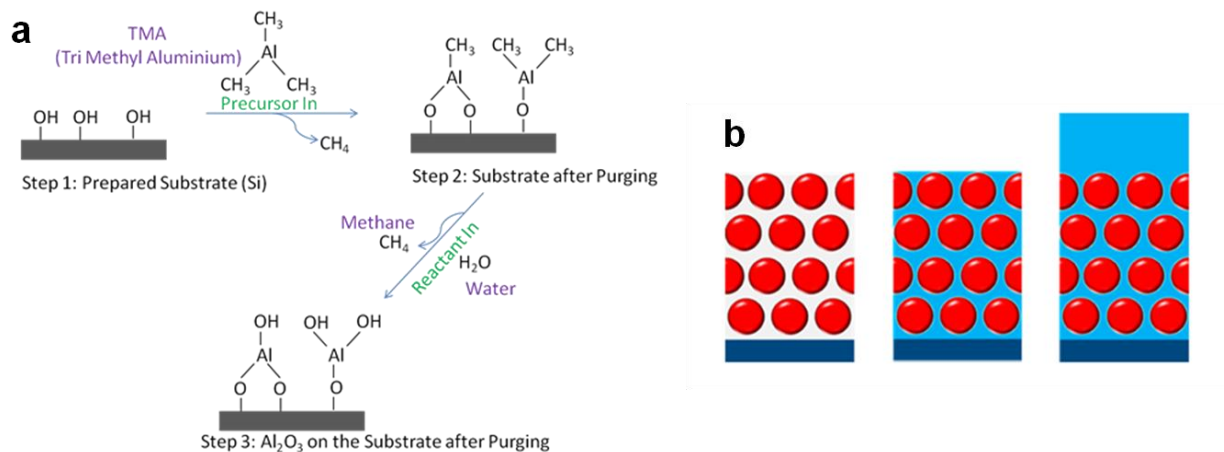 a
TMA
(Tri Methyl Aluminium)
CH3
Al
CH3 CH3
Precursor In
CH4
OH OH OH
Step 1: Prepared Substrate (Si)
CH3 CH3 CH3
Al Al
O O O
Step 2: Substrate after Purging
Methane
CH4
Reactant In
H2O
Water
OH OH OH
Al Al
O O O
Step 3: Al2O3 on the Substrate after Purging
b